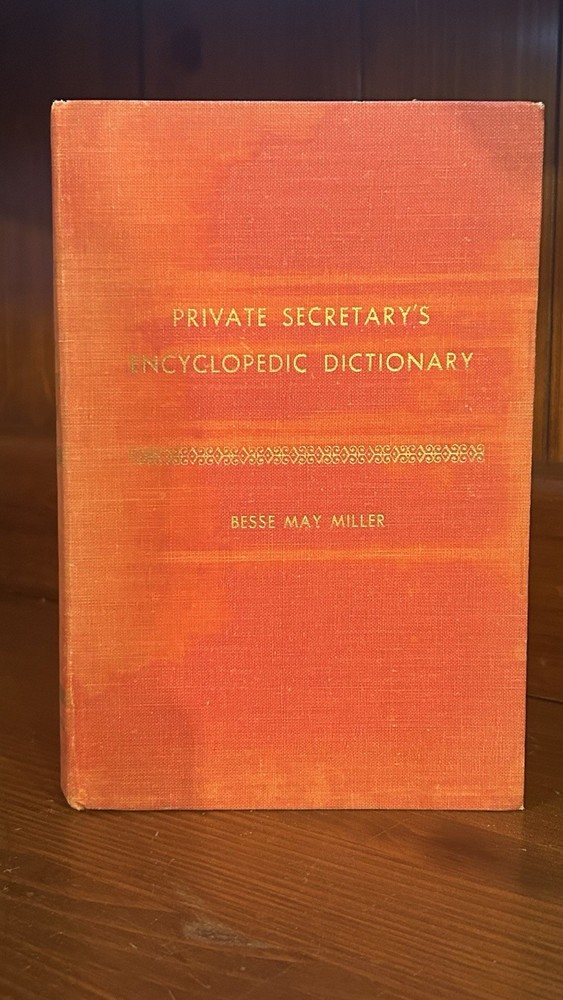 PRIVATE SECRETARY'S
ENCYCLOPEDIC DICTIONARY
BESSE MAY MILLER